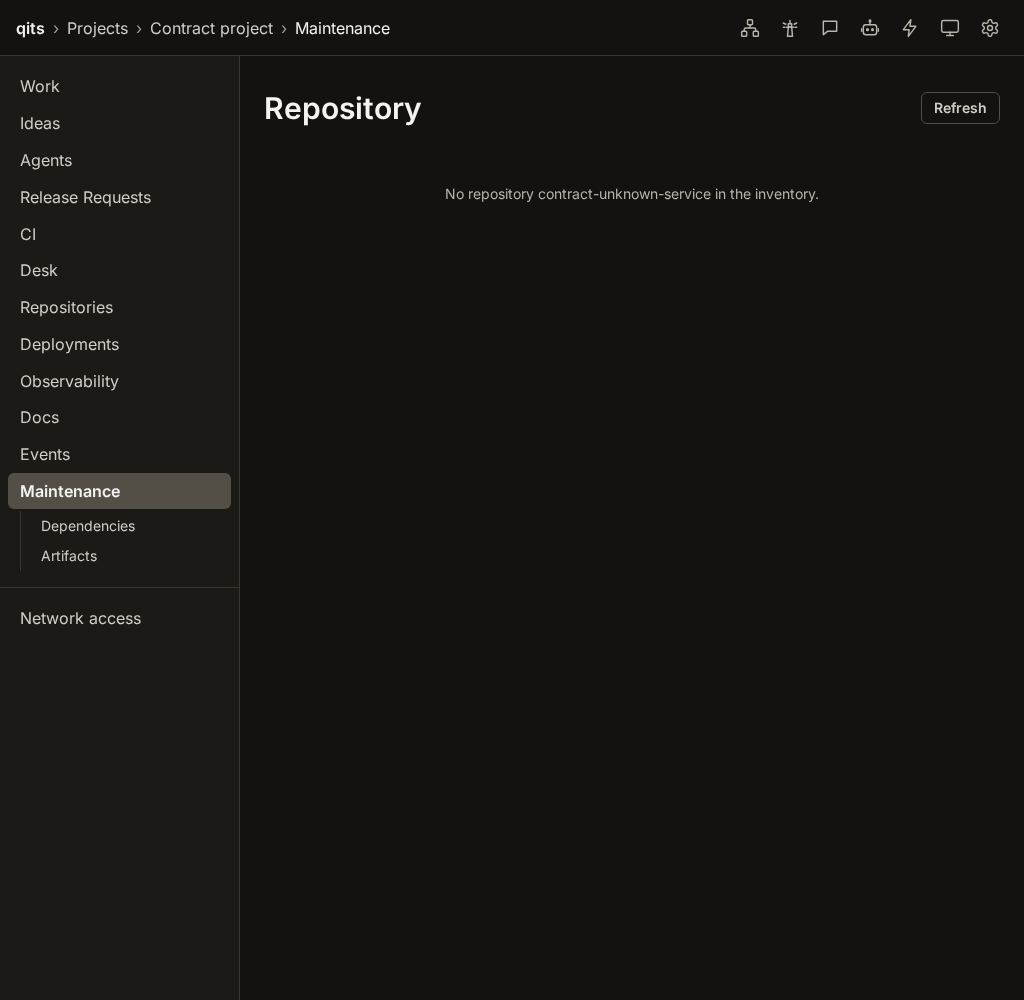 qits › Projects › Contract project › Maintenance
Work
Ideas
Agents
Release Requests
CI
Desk
Repositories
Deployments
Observability
Docs
Events
Maintenance
Dependencies
Artifacts
Network access
Repository
Refresh
No repository contract-unknown-service in the inventory.